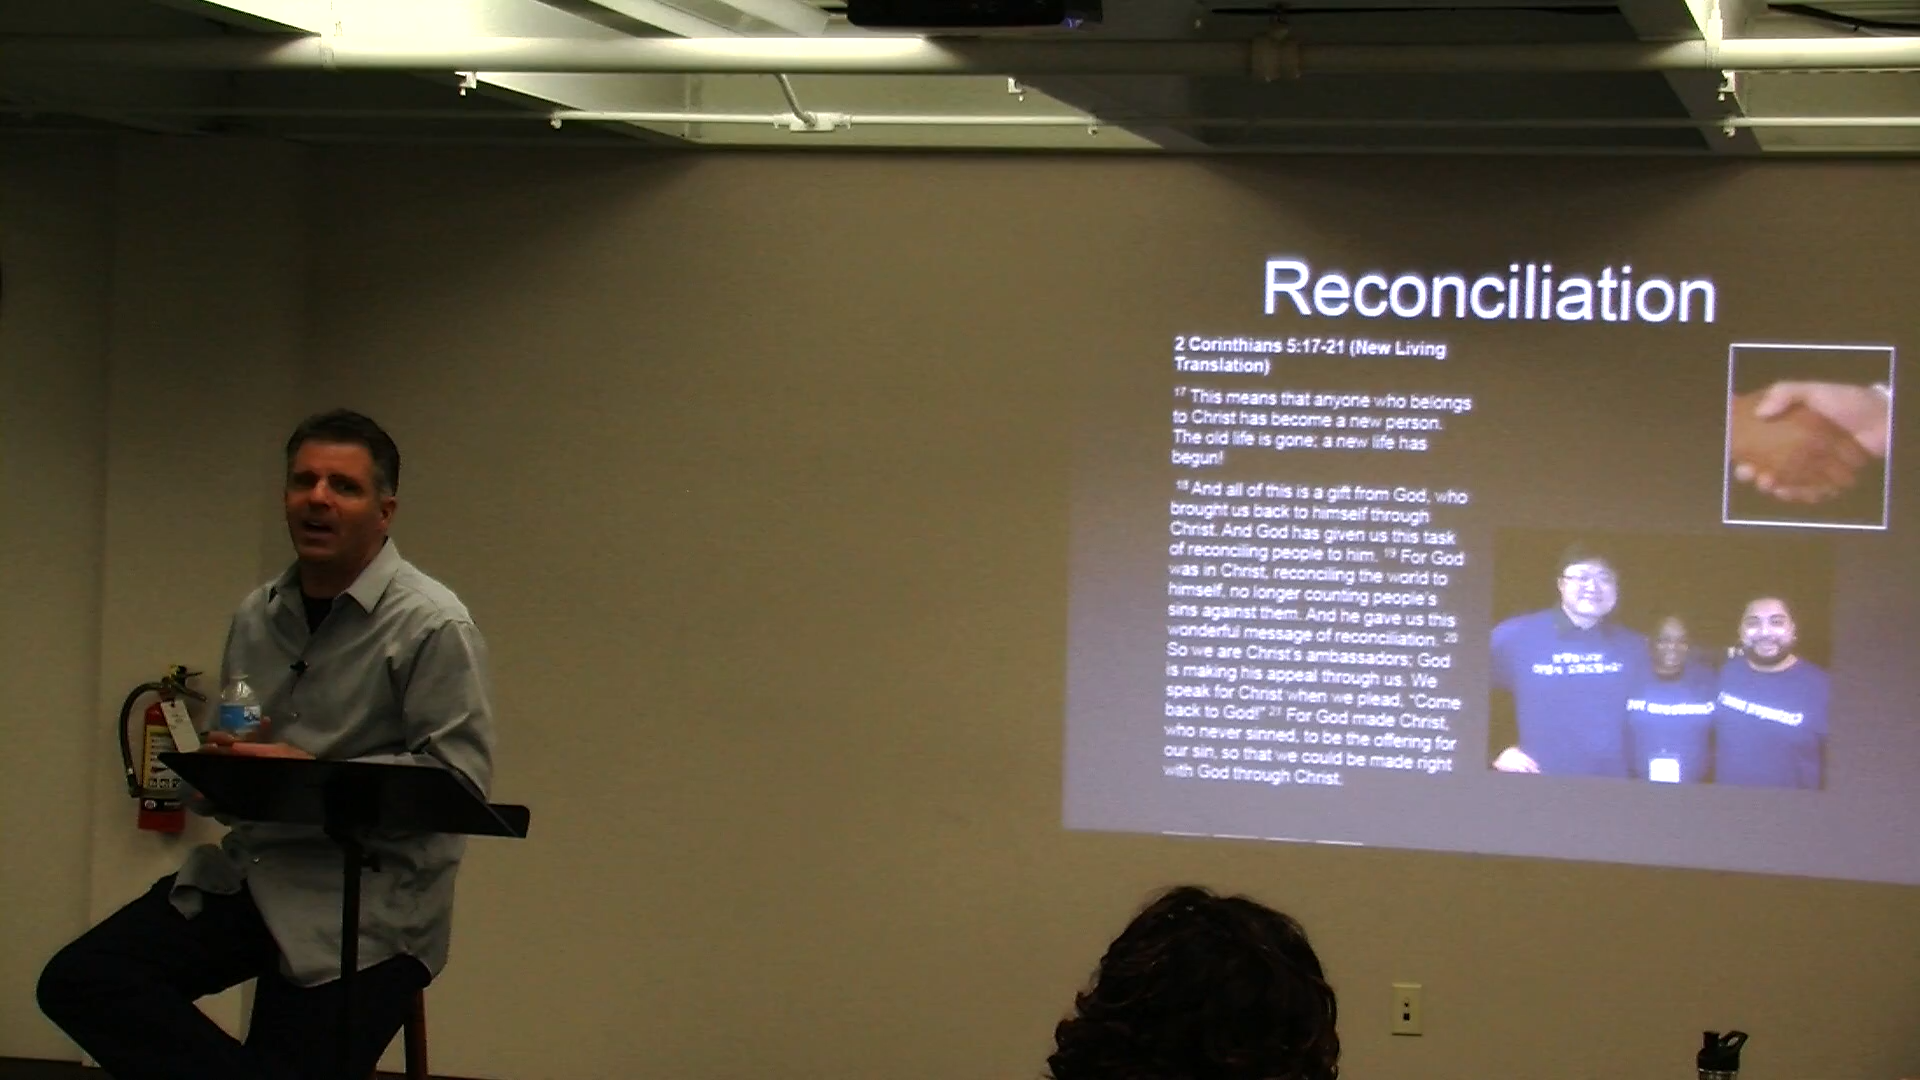 Reconciliation
2 Corinthians 5:17-21 (New Living
Translation)
17 This means that anyone who belongs
to Christ has become a new person.
The old life is gone; a new life has
begun!
18 And all of this is a gift from God, who
brought us back to himself through
Christ. And God has given us this task
of reconciling people to him. 19 For God
was in Christ, reconciling the world to
himself, no longer counting people's
sins against them. And he gave us this
wonderful message of reconciliation. 20
So we are Christ's ambassadors; God
is making his appeal through us. We
speak for Christ when we plead, "Come
back to God!" 21 For God made Christ,
who never sinned, to be the offering for
our sin, so that we could be made right
with God through Christ.